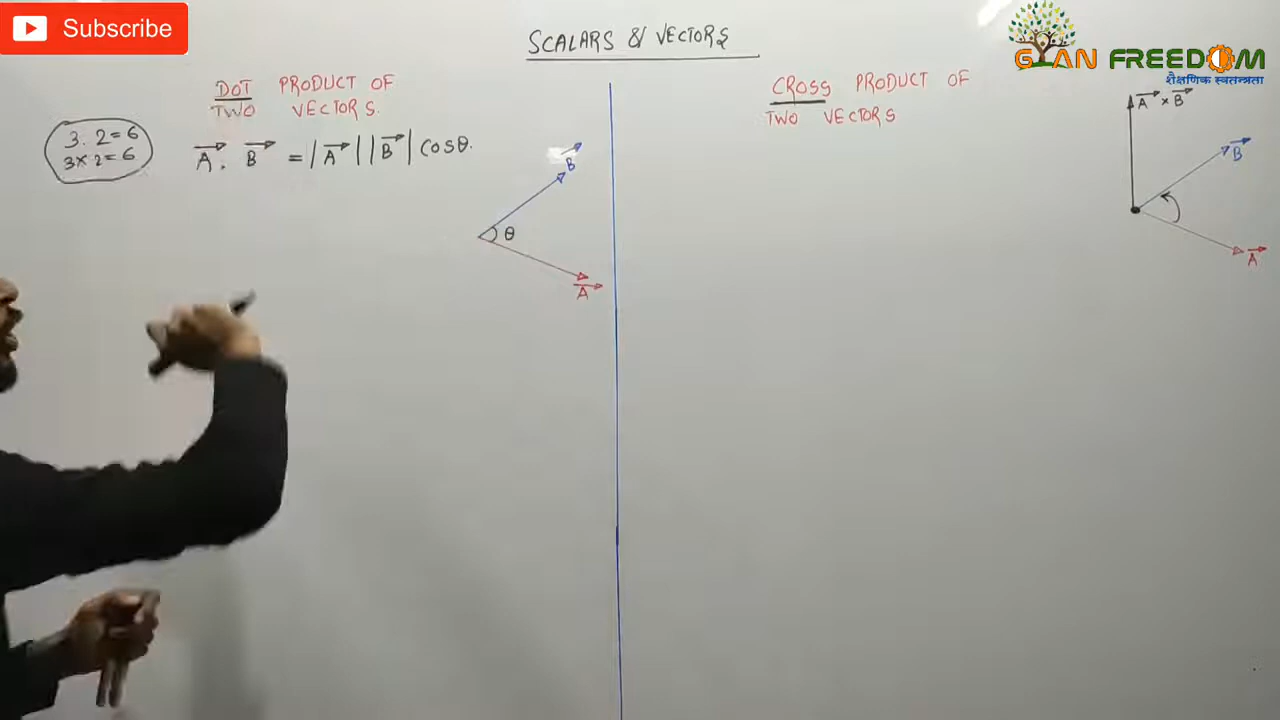 Subscribe
SCALARS & VECTORS
GYAN FREEDOM
शैक्षणिक स्वतन्त्रता
DOT PRODUCT OF
TWO VECTORS.
3. 2=6
3×2=6
A⃗ . B⃗ = |A⃗||B⃗| cosθ.
B⃗
θ
A⃗
CROSS PRODUCT OF
TWO VECTORS
A⃗ × B⃗
B⃗
A⃗